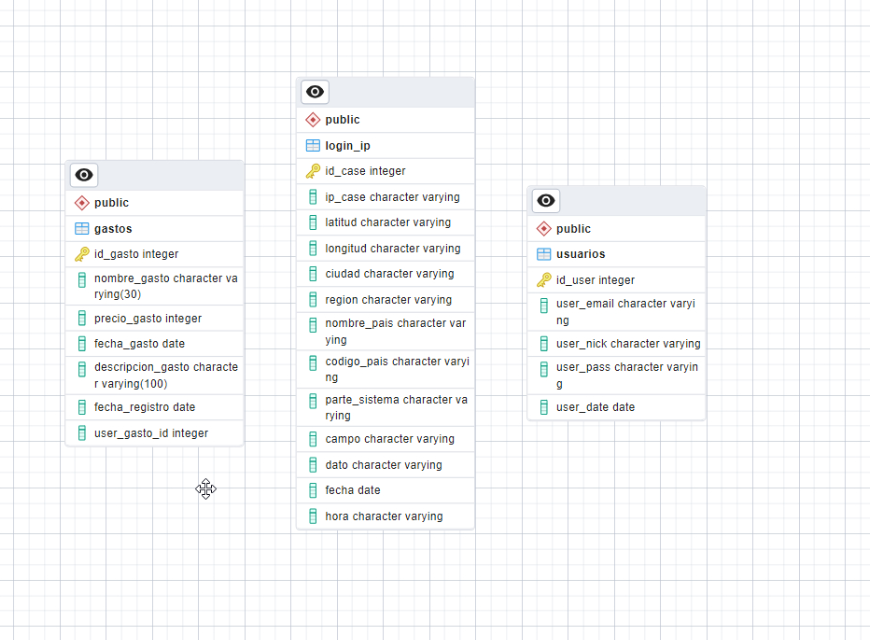 public
gastos
id_gasto integer
nombre_gasto character va
rying(30)
precio_gasto integer
fecha_gasto date
descripcion_gasto characte
r varying(100)
fecha_registro date
user_gasto_id integer
public
login_ip
id_case integer
ip_case character varying
latitud character varying
longitud character varying
ciudad character varying
region character varying
nombre_pais character var
ying
codigo_pais character varyi
ng
parte_sistema character va
rying
campo character varying
dato character varying
fecha date
hora character varying
public
usuarios
id_user integer
user_email character varyi
ng
user_nick character varying
user_pass character varyin
g
user_date date